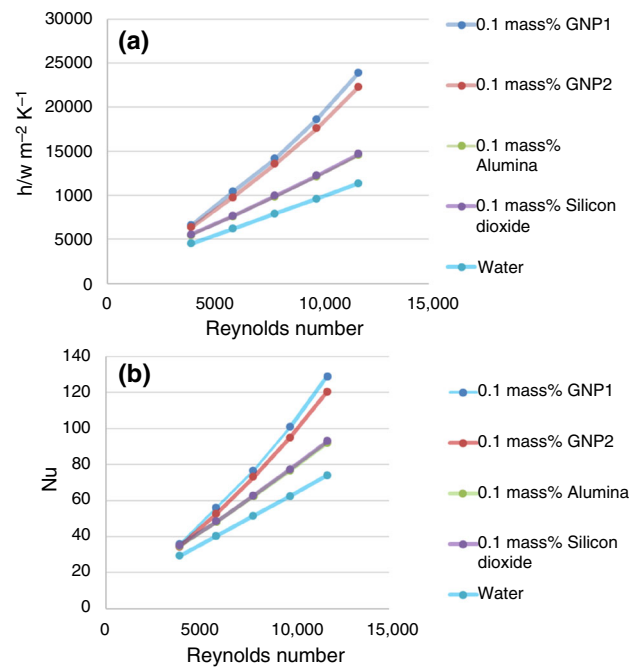 (a)
30000
25000
20000
15000
1000
5000
0
h/w m⁻² K⁻¹
0
5000
10,000
15,000
Reynolds number
0.1 mass% GNP1
0.1 mass% GNP2
0.1 mass%
Alumina
0.1 mass% Silicon
dioxide
Water
(b)
140
120
100
80
60
40
20
0
Nu
0
5000
10,000
15,000
Reynolds number
0.1 mass% GNP1
0.1 mass% GNP2
0.1 mass% Alumina
0.1 mass% Silicon
dioxide
Water